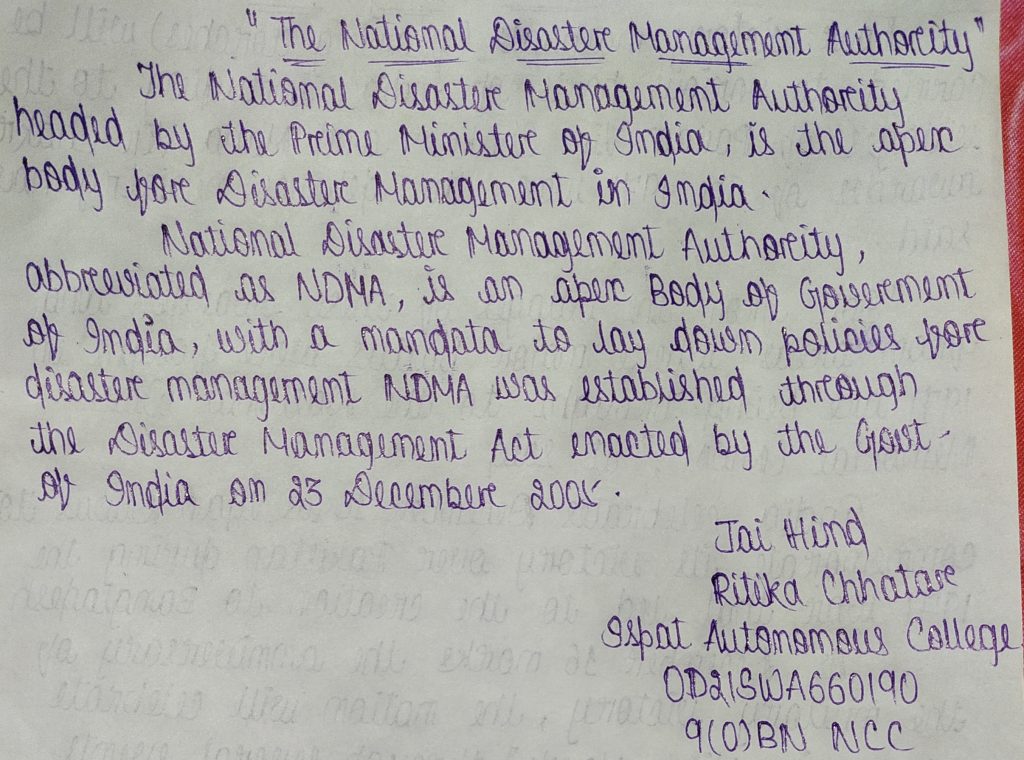 "The National Disaster Management Authority"
The National Disaster Management Authority
headed by the Prime Minister of India, is the apex
body for Disaster Management in India.
National Disaster Management Authority,
abbreviated as NDMA, is an apex Body of Goverment
of India, with a mandata to lay down policies for
disaster management NDMA was established through
the Disaster Management Act enacted by the Govt-
of India on 23 December 2005.
Jai Hind
Ritika Chhatar
Ispat Autonomous College
OD21SWA660190
9(O)BN NCC